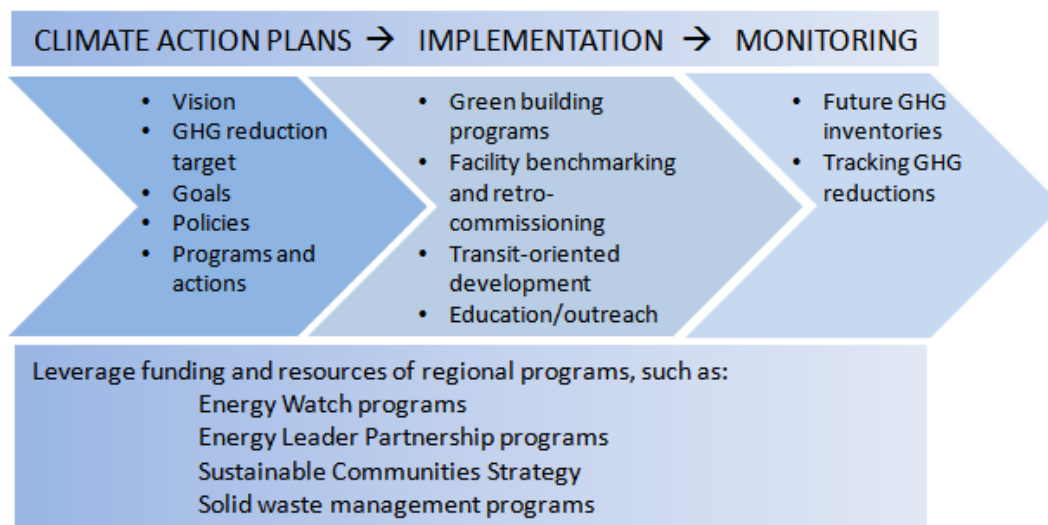 CLIMATE ACTION PLANS → IMPLEMENTATION → MONITORING
• Vision
• GHG reduction
target
• Goals
• Policies
• Programs and
actions
• Green building
programs
• Facility benchmarking
and retro-
commissioning
• Transit-oriented
development
• Education/outreach
• Future GHG
inventories
• Tracking GHG
reductions
Leverage funding and resources of regional programs, such as:
Energy Watch programs
Energy Leader Partnership programs
Sustainable Communities Strategy
Solid waste management programs